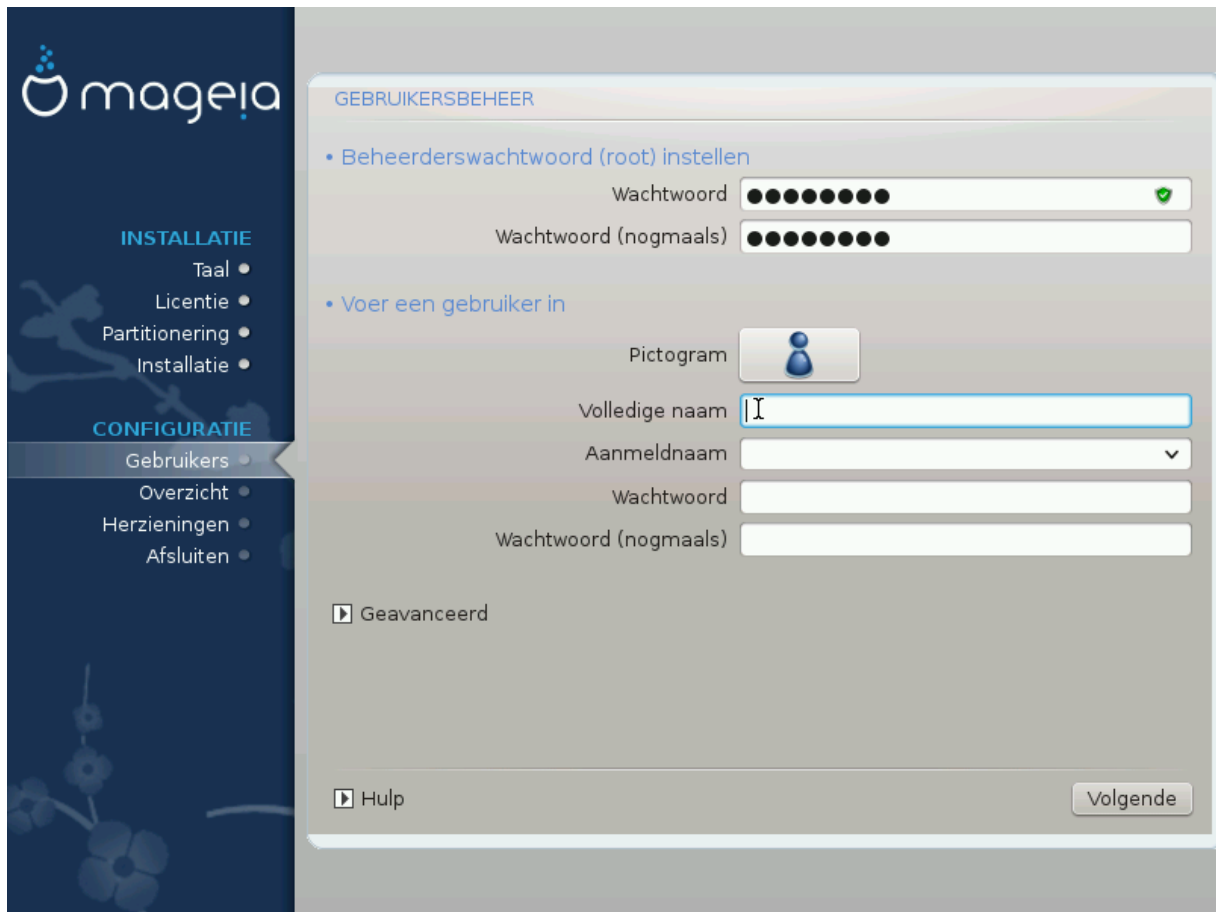 mageia
INSTALLATIE
Taal
Licentie
Partitionering
Installatie
CONFIGURATIE
Gebruikers
Overzicht
Herzieningen
Afsluiten
GEBRUIKERSBEHEER
• Beheerderswachtwoord (root) instellen
Wachtwoord ●●●●●●●●
Wachtwoord (nogmaals) ●●●●●●●●
• Voer een gebruiker in
Pictogram
Volledige naam
Aanmeldnaam
Wachtwoord
Wachtwoord (nogmaals)
Geavanceerd
Hulp
Volgende